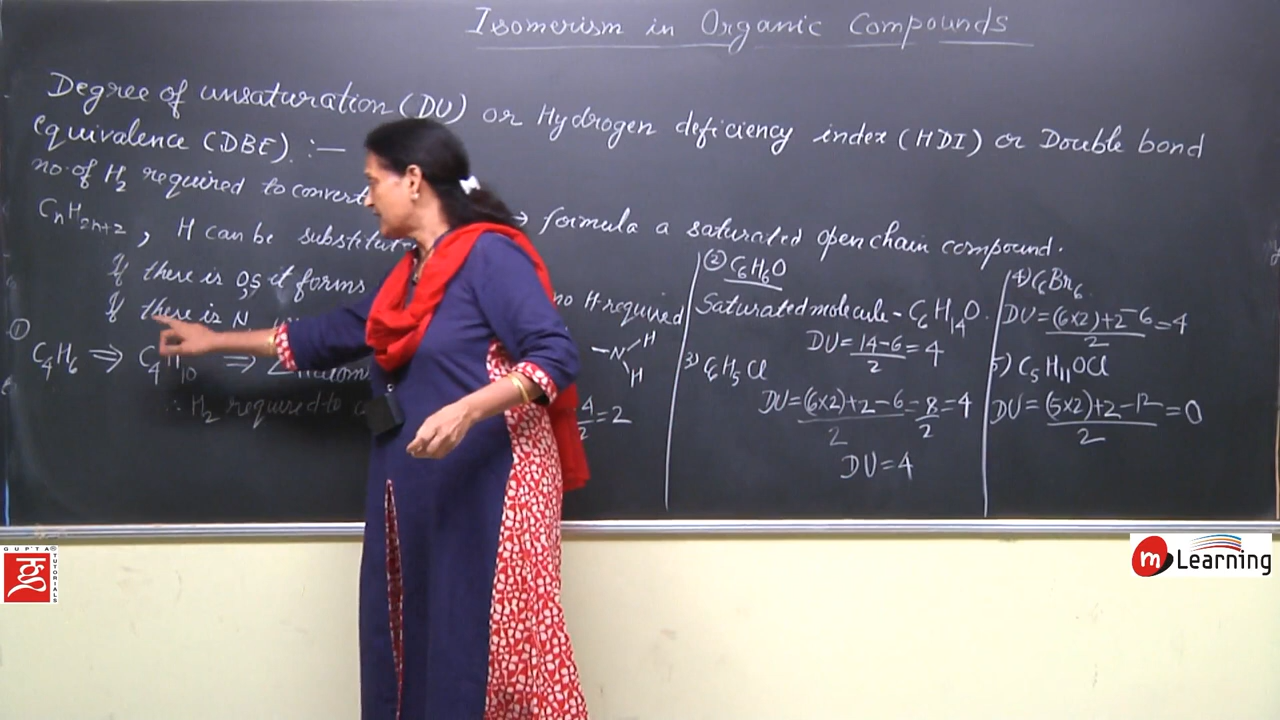 Isomerism in Organic Compounds
Degree of unsaturation (DU) or Hydrogen deficiency index (HDI) or Double bond
equivalence (DBE) :—
no. of H₂ required to convert
CₙH₂ₙ₊₂, H can be substitut → formula a saturated open chain compound.
If there is O,S it forms
If there is N, no H required
① C₄H₆ ⇒ C₄H₁₀ ⇒
∴ H₂ required to
4/2 = 2
—N H
H
② C₆H₆O
Saturated molecule - C₆H₁₄O.
DU = 14-6/2 = 4
3) C₆H₅Cl
DU = (6×2)+2-6/2 = 8/2 = 4
DU = 4
4) C₆Br₆
DU = (6×2)+2-6/2 = 4
5) C₅H₁₁OCl
DU = (5×2)+2-12/2 = 0
GUPTA TUTORIALS
m Learning